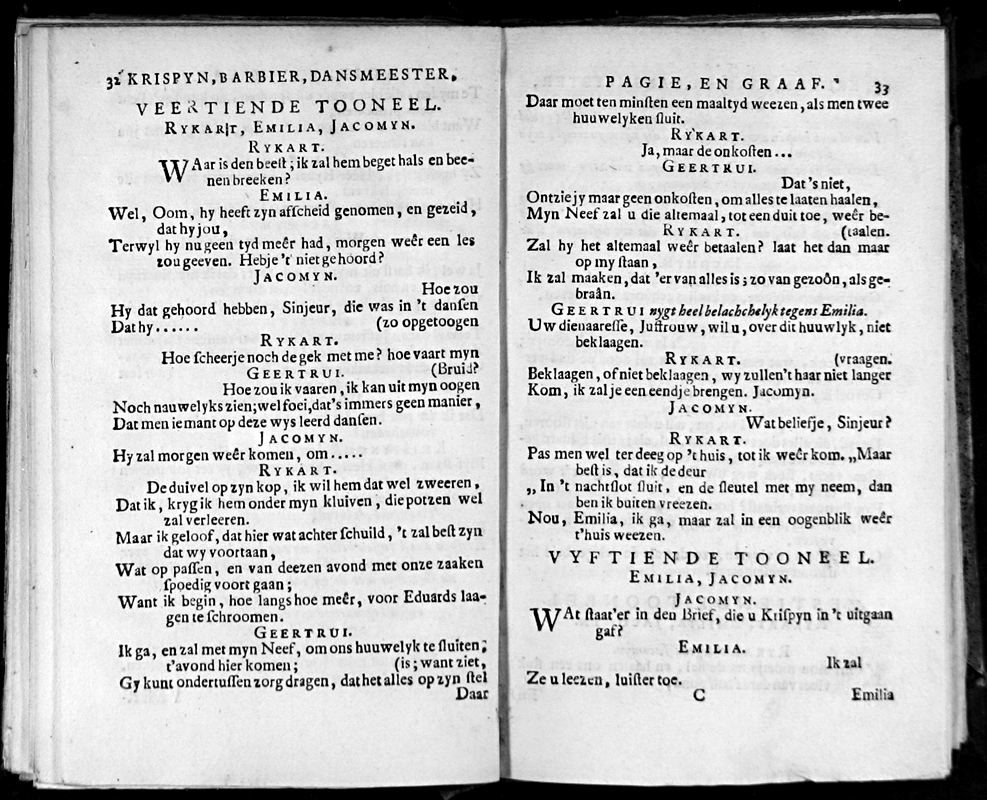 32 KRISPYN, BARBIER, DANSMEESTER,
VEERTIENDE TOONEEL.
RYKART, EMILIA, JACOMYN.
RYKART.
WAar is den beest; ik zal hem beget hals en bee-
nen breeken?
EMILIA.
Wel, Oom, hy heeft zyn affcheid genomen, en gezeid,
dat hy jou,
Terwyl hy nu geen tyd meêr had, morgen weêr een les
zou geeven. Hebje 't niet gehoord?
JACOMYN.
Hoe zou
Hy dat gehoord hebben, Sinjeur, die was in 't danſen
Dat hy...... (zo opgetoogen
RYKART.
Hoe ſcheerje noch de gek met me? hoe vaart myn
GEERTRUI. (Bruid?
Hoe zou ik vaaren, ik kan uit myn oogen
Noch nauwelyks zien; wel foei, dat's immers geen manier,
Dat men iemant op deze wys leerd danſen.
JACOMYN.
Hy zal morgen weêr komen, om.....
RYKART.
De duivel op zyn kop, ik wil hem dat wel zweeren,
Dat ik, kryg ik hem onder myn kluiven, die potzen wel
zal verleeren.
Maar ik geloof, dat hier wat achter ſchuild, 't zal beſt zyn
dat wy voortaan,
Wat op paſſen, en van deezen avond met onze zaaken
ſpoedig voort gaan;
Want ik begin, hoe langs hoe meêr, voor Eduards laa-
gen te ſchroomen.
GEERTRUI.
Ik ga, en zal met myn Neef, om ons huuwelyk te ſluiten,
t'avond hier komen; (is; want ziet,
Gy kunt ondertuſſen zorg dragen, dat het alles op zyn ſtel
Daar
PAGIE, EN GRAAF. 33
Daar moet ten minſten een maaltyd weezen, als men twee
huuwelyken ſluit.
RYKART.
Ja, maar de onkoſten...
GEERTRUI.
Dat's niet,
Ontzie jy maar geen onkoſten, om alles te laaten haalen,
Myn Neef zal u die altemaal, tot een duit toe, weêr be-
RYKART. (taalen.
Zal hy het altemaal weêr betaalen? laat het dan maar
op my ſtaan,
Ik zal maaken, dat 'er van alles is; zo van gezoôn, als ge-
braân.
GEERTRUI nygt heel belachchelyk tegens Emilia.
Uw dienaareſſe, Juffrouw, wil u, over dit huuwlyk, niet
beklaagen.
RYKART. (vraagen.
Beklaagen, of niet beklaagen, wy zullen't haar niet langer
Kom, ik zal je een eendje brengen. Jacomyn.
JACOMYN.
Wat beliefje, Sinjeur?
RYKART.
Pas men wel ter deeg op 't huis, tot ik weêr kom. „Maar
beſt is, dat ik de deur
„In 't nachtſlot ſluit, en de ſleutel met my neem, dan
ben ik buiten vreezen.
Nou, Emilia, ik ga, maar zal in een oogenblik weêr
t'huis weezen.
VYFTIENDE TOONEEL.
EMILIA, JACOMYN.
JACOMYN.
WAt ſtaat'er in den Brief, die u Kriſpyn in 't uitgaan
gaf?
EMILIA.
Ik zal
Ze u leezen, luiſter toe.
C Emilia